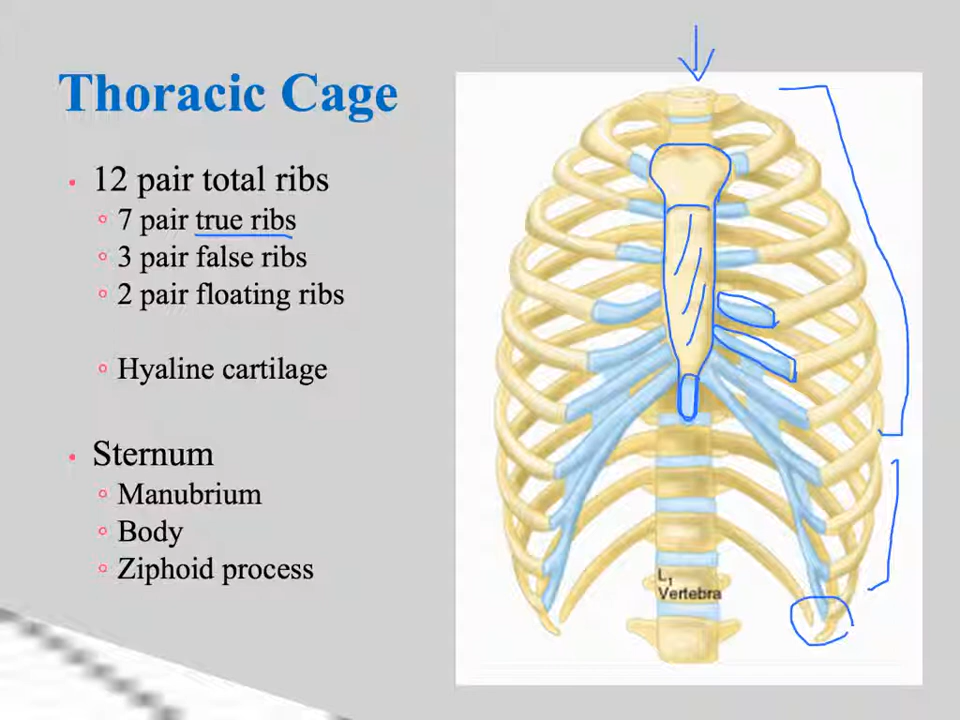 Thoracic Cage
• 12 pair total ribs
◦ 7 pair true ribs
◦ 3 pair false ribs
◦ 2 pair floating ribs
◦ Hyaline cartilage
• Sternum
◦ Manubrium
◦ Body
◦ Ziphoid process
L1
Vertebra